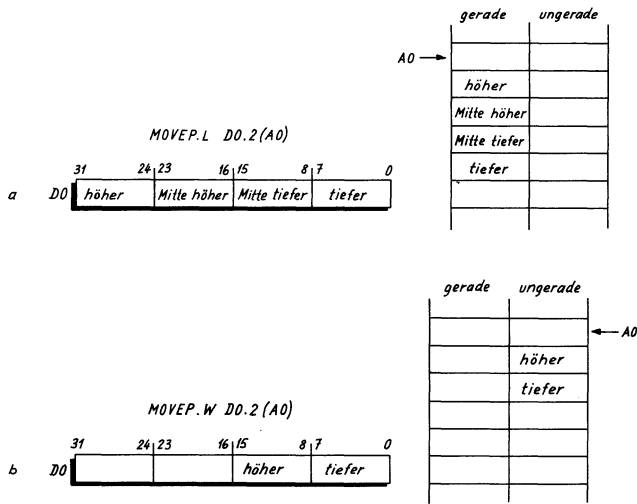 gerade ungerade
A0
höher
Mitte höher
Mitte tiefer
tiefer
MOVEP.L D0.2(A0)
31 24 23 16 15 8 7 0
a D0 höher Mitte höher Mitte tiefer tiefer
gerade ungerade
A0
höher
tiefer
MOVEP.W D0.2(A0)
31 24 23 16 15 8 7 0
b D0 höher tiefer